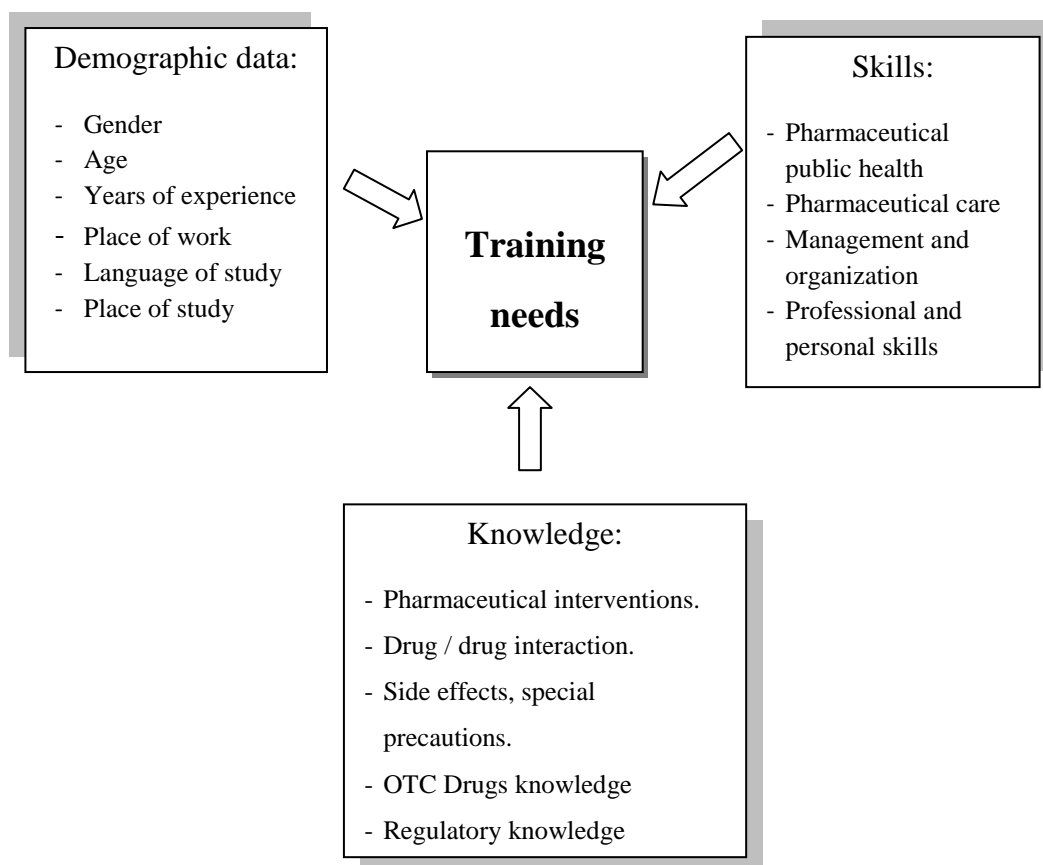 Demographic data:
- Gender
- Age
- Years of experience
- Place of work
- Language of study
- Place of study
Training
needs
Skills:
- Pharmaceutical
public health
- Pharmaceutical care
- Management and
organization
- Professional and
personal skills
Knowledge:
- Pharmaceutical interventions.
- Drug / drug interaction.
- Side effects, special
precautions.
- OTC Drugs knowledge
- Regulatory knowledge